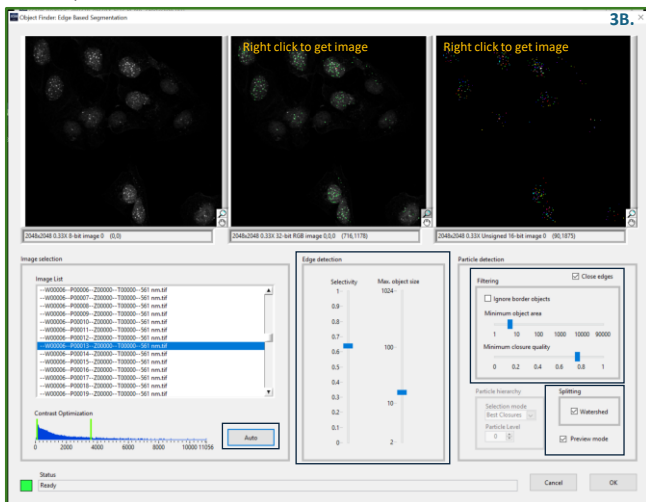 Object Finder: Edge Based Segmentation
3B.
Right click to get image
Right click to get image
2048x2048 0.33X 8-bit image 0 (0,0)
2048x2048 0.33X 32-bit RGB image 0;0,0 (716,1178)
2048x2048 0.33X Unsigned 16-bit image 0 (90,1875)
Image selection
Image List
--W00006--P00006--Z00000--T00000--561 nm.tif
--W00006--P00007--Z00000--T00000--561 nm.tif
--W00006--P00008--Z00000--T00000--561 nm.tif
--W00006--P00009--Z00000--T00000--561 nm.tif
--W00006--P00010--Z00000--T00000--561 nm.tif
--W00006--P00011--Z00000--T00000--561 nm.tif
--W00006--P00012--Z00000--T00000--561 nm.tif
--W00006--P00013--Z00000--T00000--561 nm.tif
--W00006--P00014--Z00000--T00000--561 nm.tif
--W00006--P00015--Z00000--T00000--561 nm.tif
--W00006--P00016--Z00000--T00000--561 nm.tif
--W00006--P00017--Z00000--T00000--561 nm.tif
--W00006--P00018--Z00000--T00000--561 nm.tif
--W00006--P00019--Z00000--T00000--561 nm.tif
Contrast Optimization
0 2000 4000 6000 8000 10000 11056
Auto
Edge detection
Selectivity
1
0.9
0.8
0.7
0.6
0.5
0.4
0.3
0.2
0.1
0
Max. object size
1024
100
10
2
Particle detection
Close edges
Filtering
Ignore border objects
Minimum object area
1 10 100 1000 10000 90000
Minimum closure quality
0 0.2 0.4 0.6 0.8 1
Particle hierarchy
Selection mode
Best Closures
Particle Level
0
Splitting
Watershed
Preview mode
Status
Ready
Cancel
OK